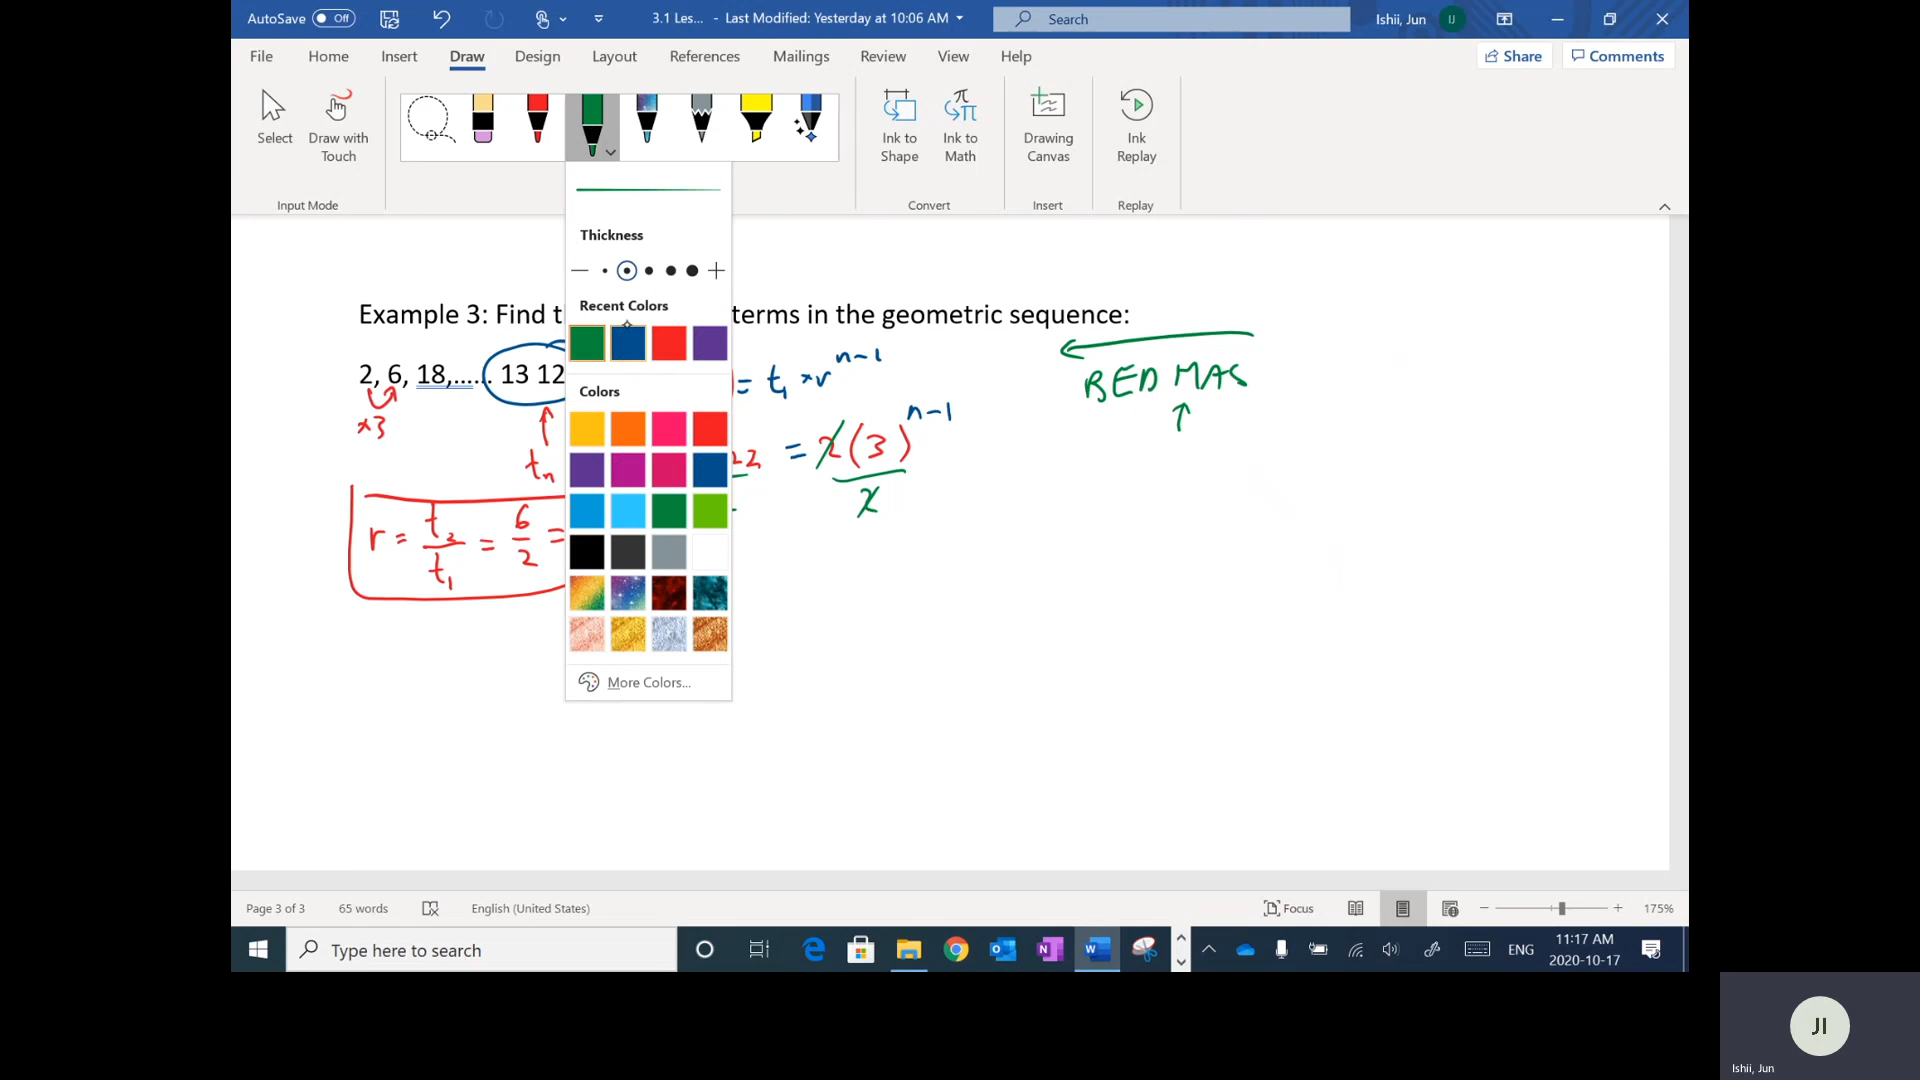 AutoSave Off 3.1 Les... - Last Modified: Yesterday at 10:06 AM Search Ishii, Jun IJ
File Home Insert Draw Design Layout References Mailings Review View Help Share Comments
Select
Draw with
Touch
Ink to
Shape
Ink to
Math
Drawing
Canvas
Ink
Replay
Input Mode Convert Insert Replay
Thickness
Recent Colors
Colors
More Colors...
Example 3: Find t terms in the geometric sequence:
2, 6, 18,...... 13 12 = t₁ × r^(n-1)
×3
tn
22 = 2(3)^(n-1)
2
r = t₂/t₁ = 6/2 =
BEDMAS
Page 3 of 3 65 words English (United States) Focus 175%
Type here to search ENG 11:17 AM
2020-10-17
JI
Ishii, Jun